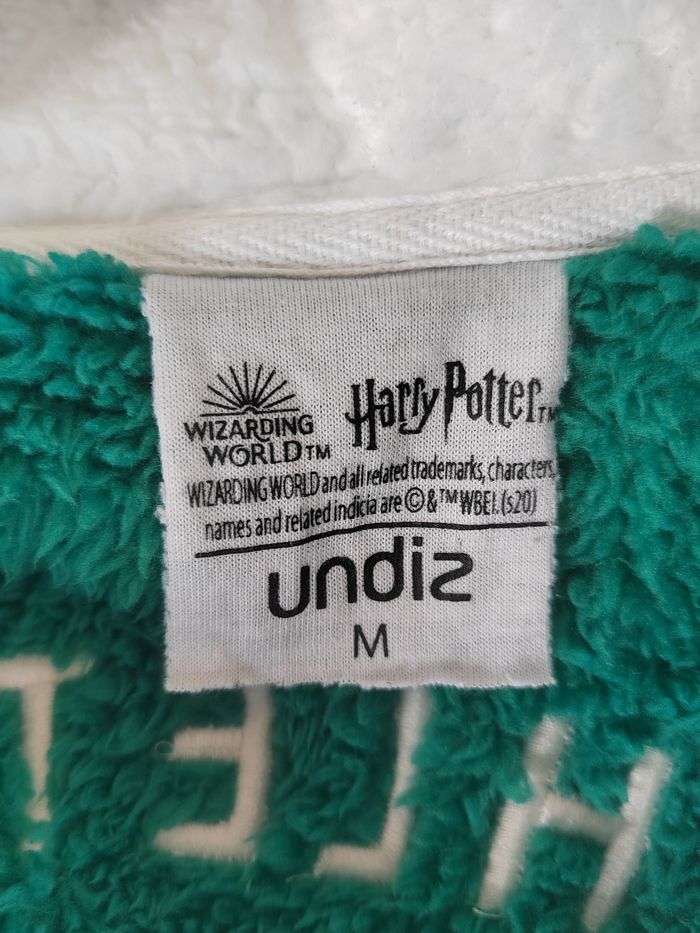 WIZARDING
WORLD™
Harry Potter™
WIZARDING WORLD and all related trademarks, characters,
names and related indicia are © & ™ WBEI. (s20)
undiz
M